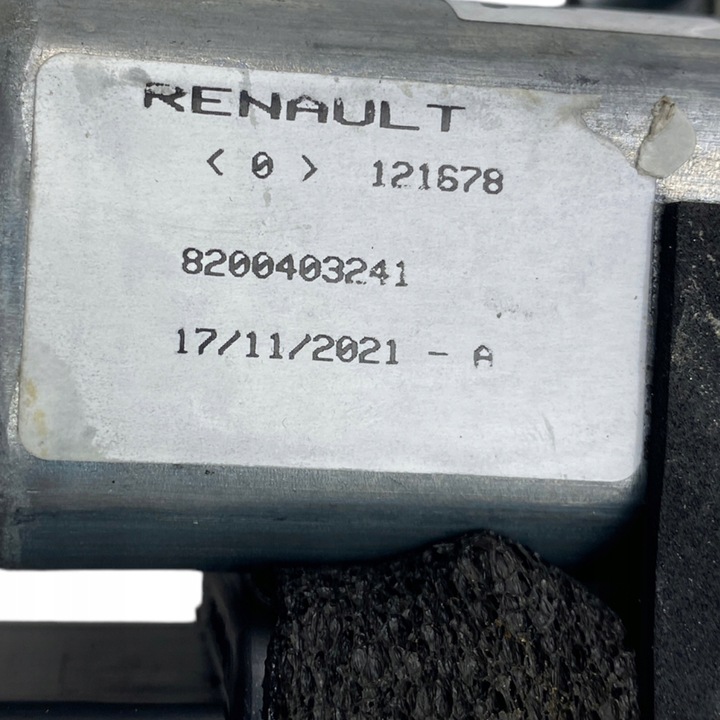 RENAULT
< 0 > 121678
8200403241
17/11/2021 - A